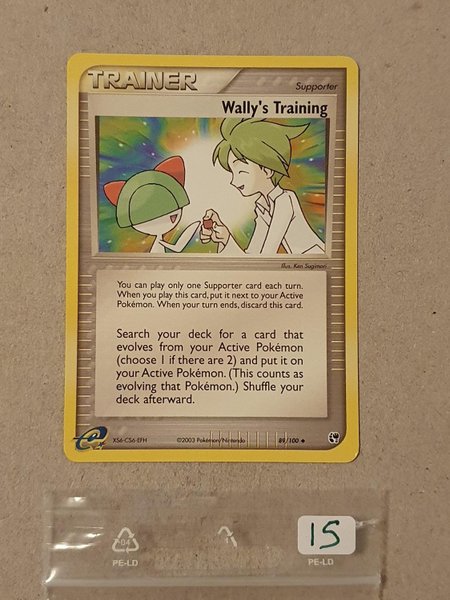 TRAINER
Supporter
Wally's Training
Illus. Ken Sugimori
You can play only one Supporter card each turn.
When you play this card, put it next to your Active
Pokémon. When your turn ends, discard this card.
Search your deck for a card that
evolves from your Active Pokémon
(choose 1 if there are 2) and put it on
your Active Pokémon. (This counts as
evolving that Pokémon.) Shuffle your
deck afterward.
e XS6-CS6-EFH ©2003 Pokémon/Nintendo 89/100 ◆
15
04
PE-LD PE-LD